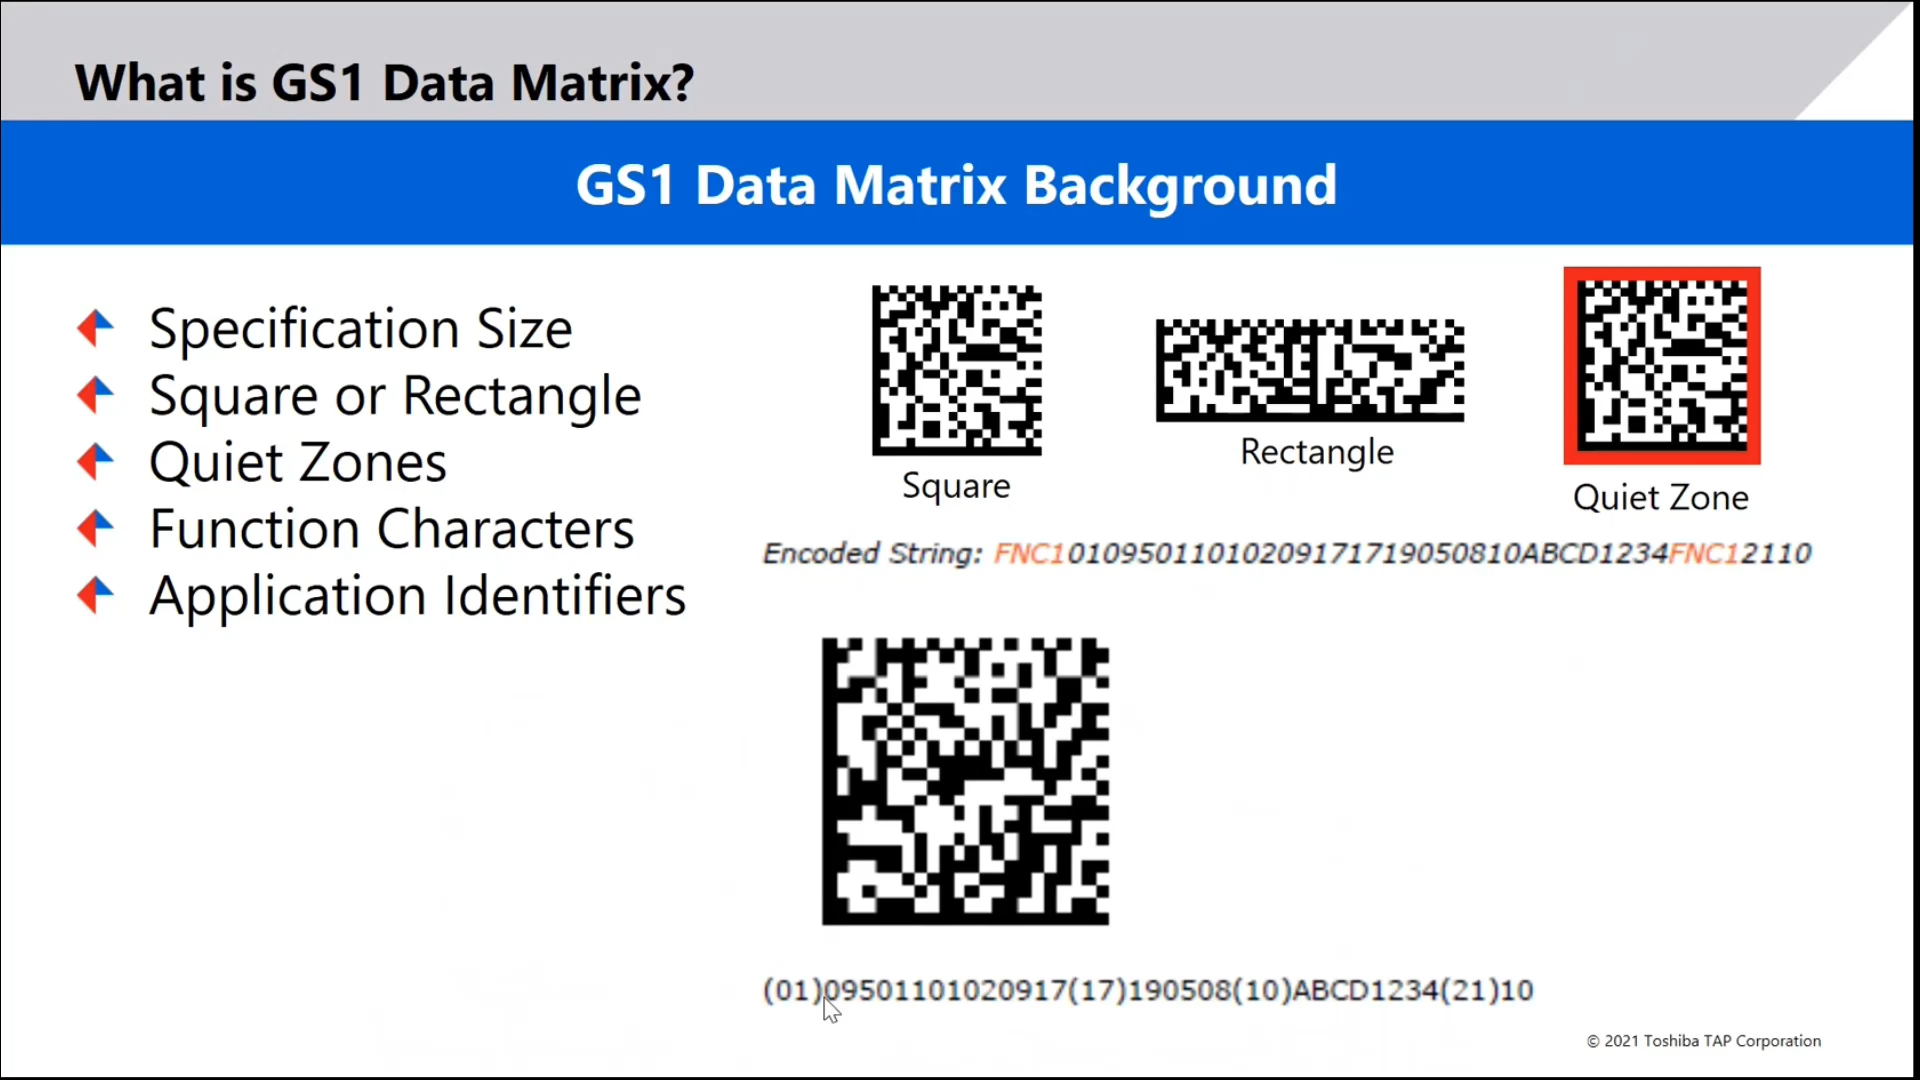 What is GS1 Data Matrix?
GS1 Data Matrix Background
Specification Size
Square or Rectangle
Quiet Zones
Function Characters
Application Identifiers
Square
Rectangle
Quiet Zone
Encoded String: FNC1010950110102091717190508​10ABCD1234FNC12110
(01)09501101020917(17)190508(10)ABCD1234(21)10
© 2021 Toshiba TAP Corporation